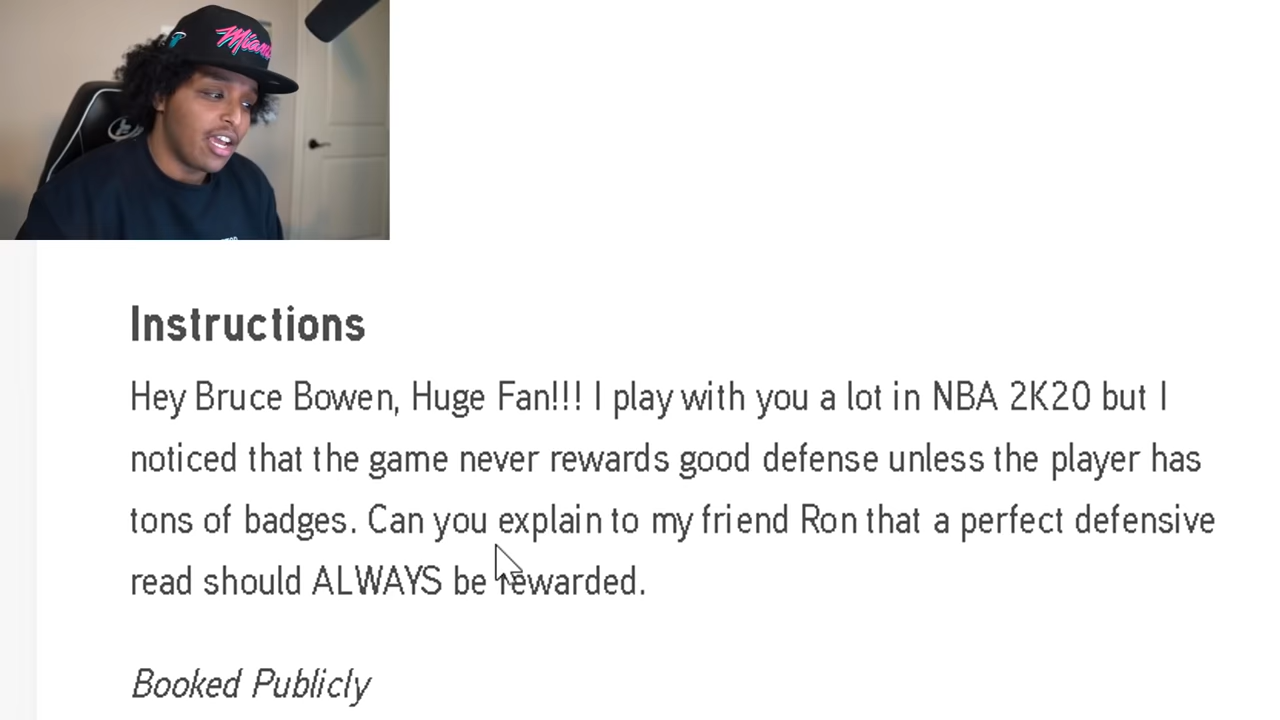 Miami
Instructions
Hey Bruce Bowen, Huge Fan!!! I play with you a lot in NBA 2K20 but I
noticed that the game never rewards good defense unless the player has
tons of badges. Can you explain to my friend Ron that a perfect defensive
read should ALWAYS be rewarded.
Booked Publicly